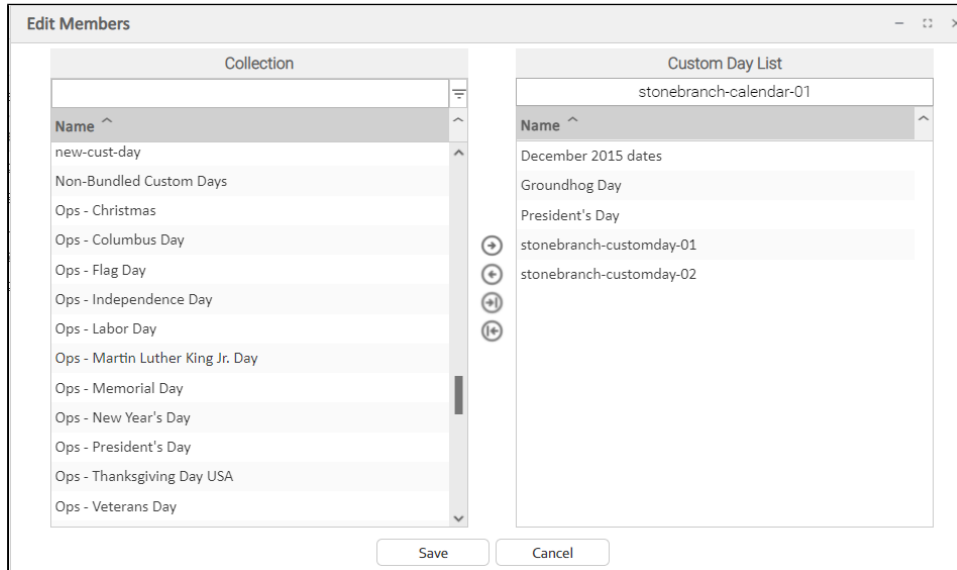 Edit Members
Collection
Name
new-cust-day
Non-Bundled Custom Days
Ops - Christmas
Ops - Columbus Day
Ops - Flag Day
Ops - Independence Day
Ops - Labor Day
Ops - Martin Luther King Jr. Day
Ops - Memorial Day
Ops - New Year's Day
Ops - President's Day
Ops - Thanksgiving Day USA
Ops - Veterans Day
Custom Day List
stonebranch-calendar-01
Name
December 2015 dates
Groundhog Day
President's Day
stonebranch-customday-01
stonebranch-customday-02
Save
Cancel